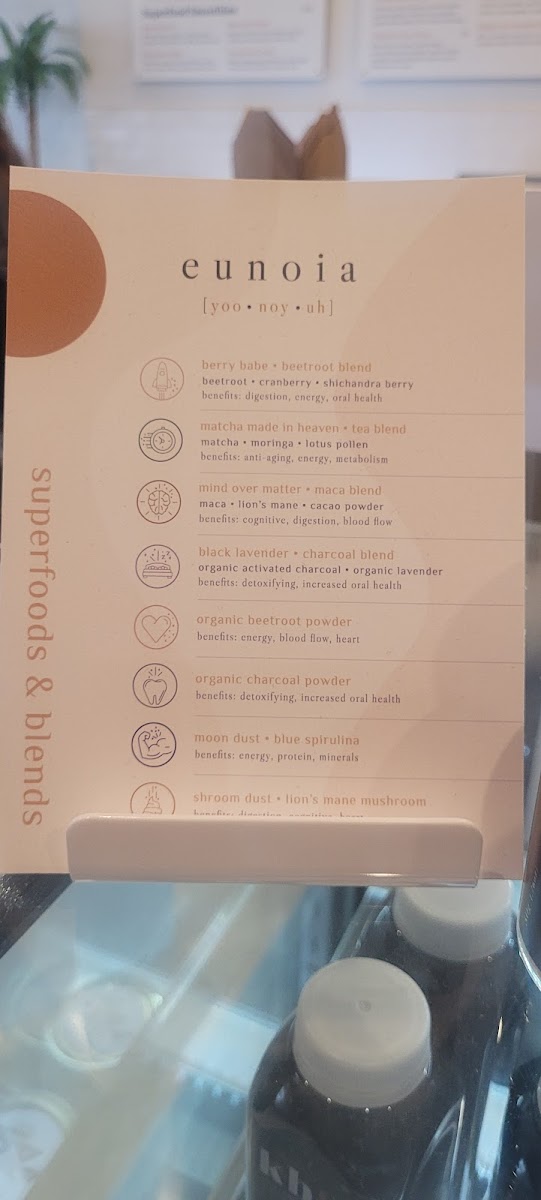 eunoia
[yoo • noy • uh]
superfoods & blends
berry babe • beetroot blend
beetroot • cranberry • shichandra berry
benefits: digestion, energy, oral health
matcha made in heaven • tea blend
matcha • moringa • lotus pollen
benefits: anti-aging, energy, metabolism
mind over matter • maca blend
maca • lion's mane • cacao powder
benefits: cognitive, digestion, blood flow
black lavender • charcoal blend
organic activated charcoal • organic lavender
benefits: detoxifying, increased oral health
organic beetroot powder
benefits: energy, blood flow, heart
organic charcoal powder
benefits: detoxifying, increased oral health
moon dust • blue spirulina
benefits: energy, protein, minerals
shroom dust • lion's mane mushroom
benefits: digestion, cognitive, heart